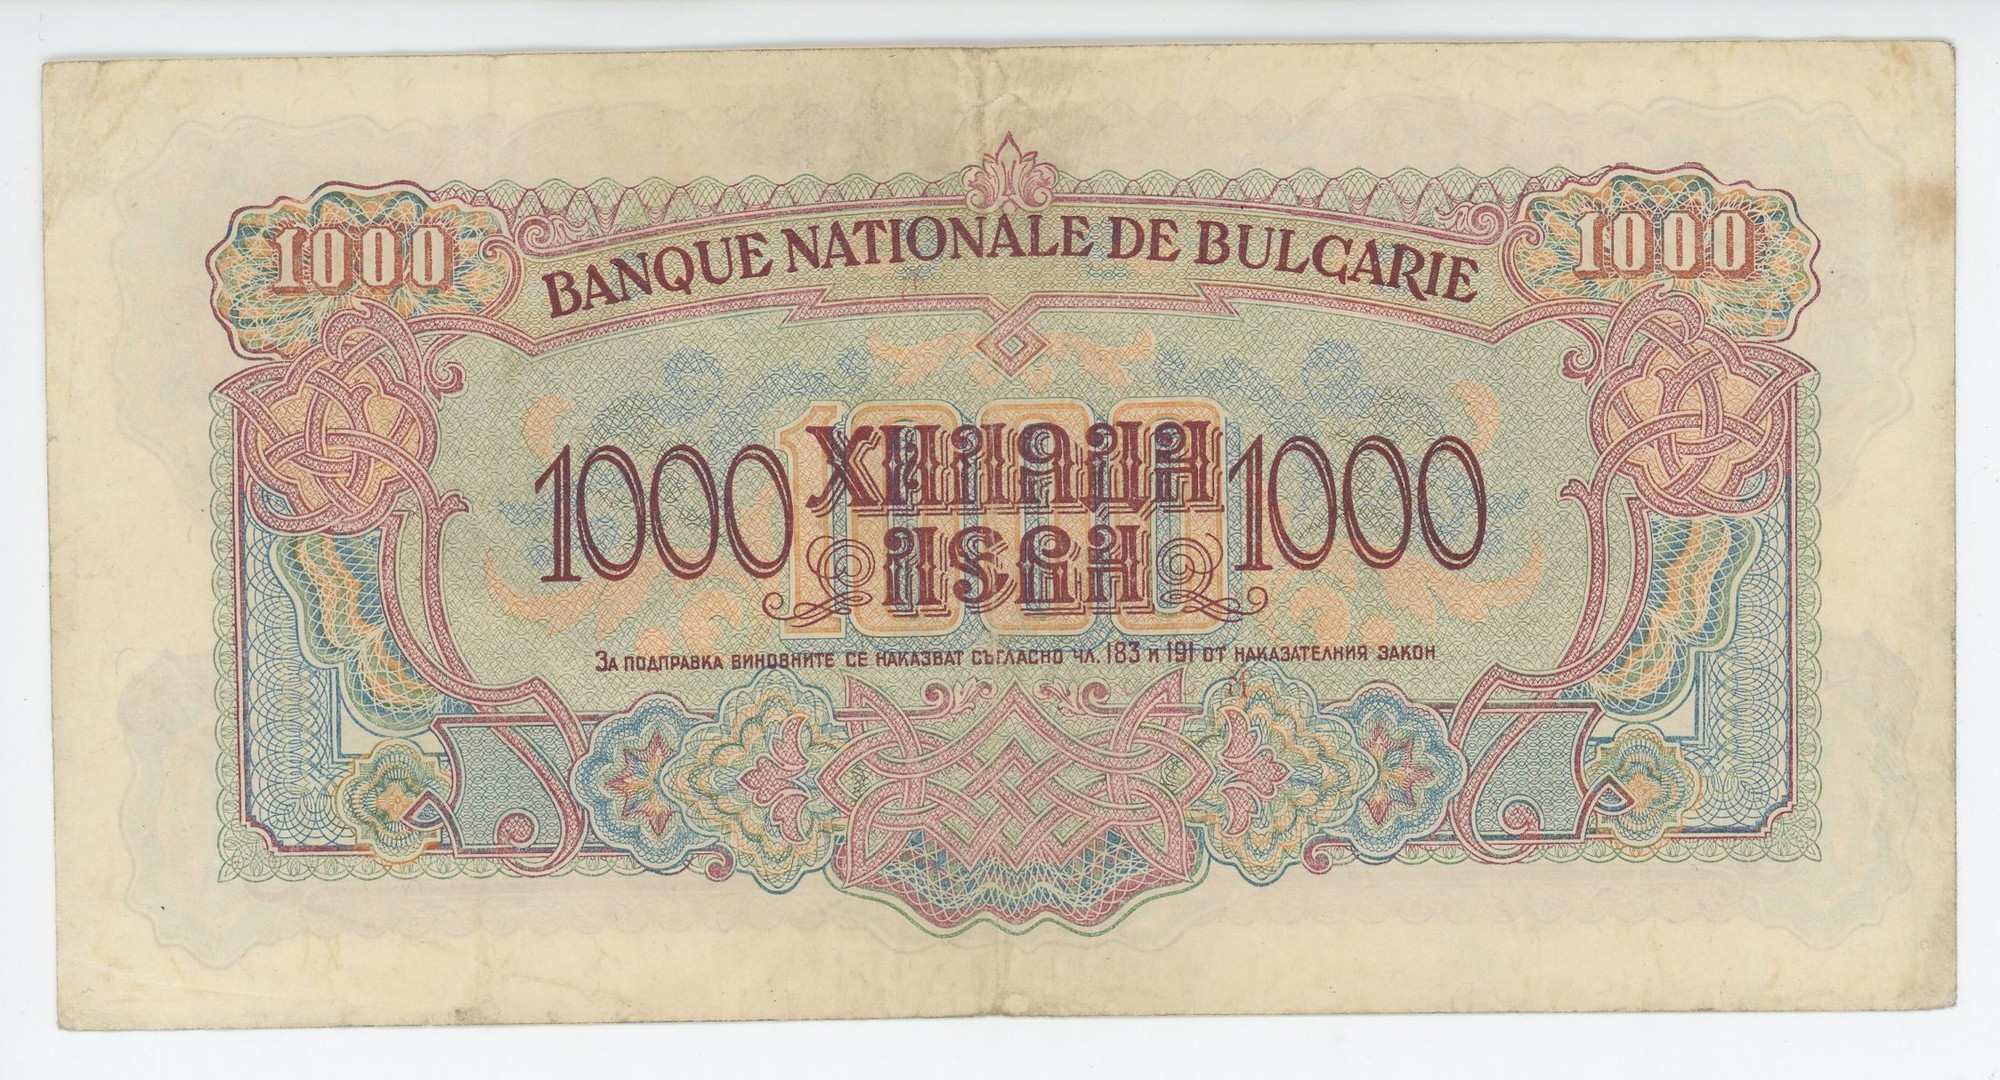 1000 1000
BANQUE NATIONALE DE BULGARIE
1000 ХИЛЯДИ 1000
ЛЕВА
За подправка виновните се наказват съгласно чл. 183 и 191 от наказателния закон